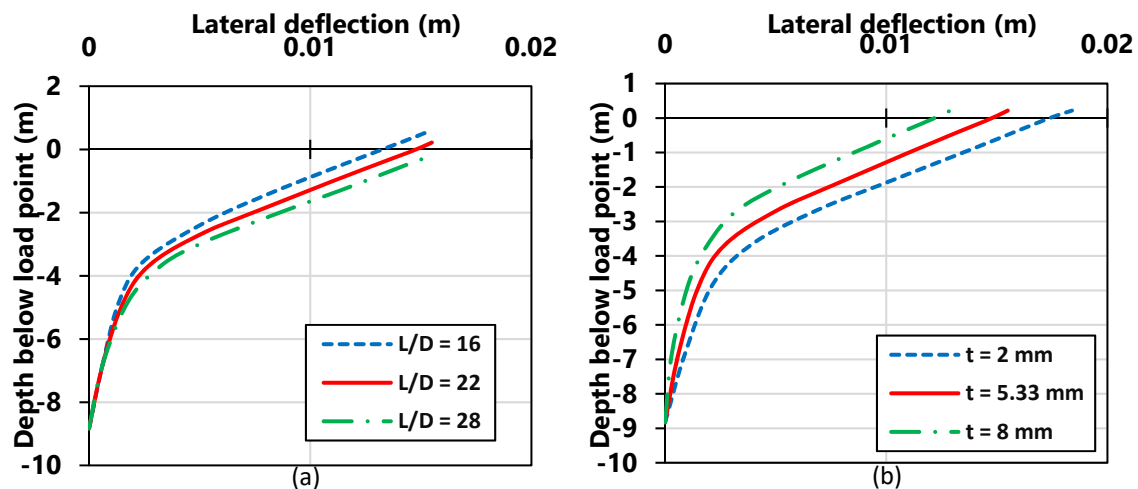 Lateral deflection (m)
0 0.01 0.02
2
0
-2
-4
-6
-8
-10
Depth below load point (m)
L/D = 16
L/D = 22
L/D = 28
(a)
Lateral deflection (m)
0 0.01 0.02
1
0
-1
-2
-3
-4
-5
-6
-7
-8
-9
-10
Depth below load point (m)
t = 2 mm
t = 5.33 mm
t = 8 mm
(b)